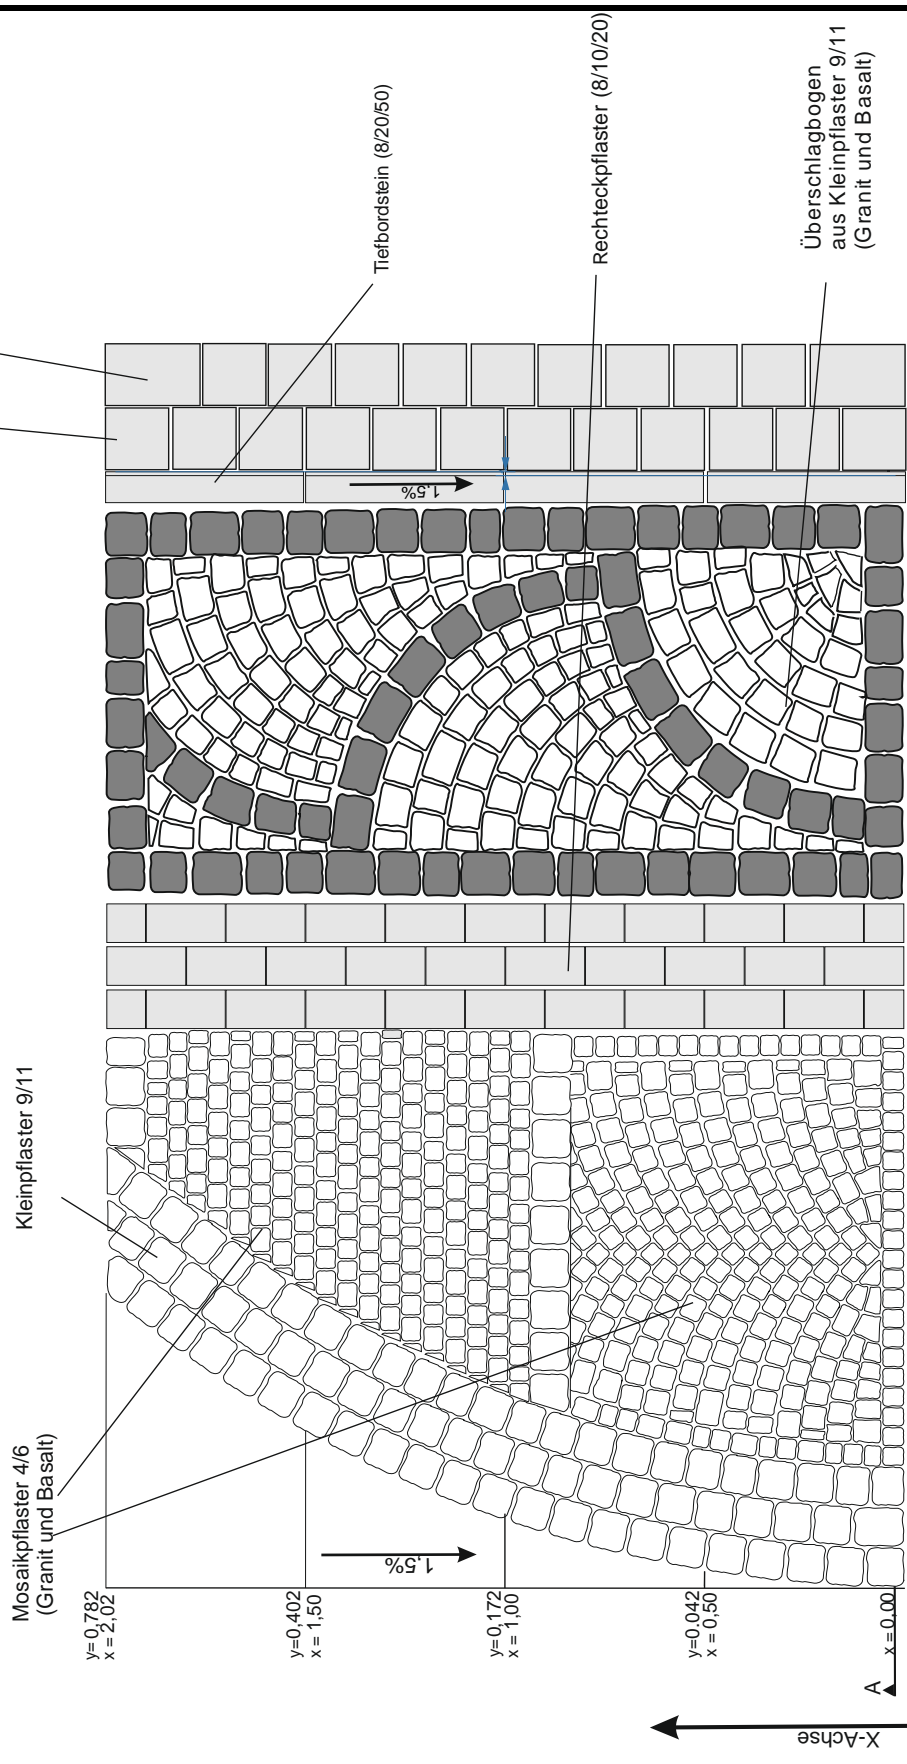 Tiefbordstein (8/20/50)
Rechteckpflaster (8/10/20)
Überschlagbogen
aus Kleinpflaster 9/11
(Granit und Basalt)
1,5%
Kleinpflaster 9/11
Mosaikpflaster 4/6
(Granit und Basalt)
1,5%
y=0,782
x = 2,02
y=0,402
x = 1,50
y=0,172
x = 1,00
y=0.042
x = 0,50
x = 0,00
A
X-Achse